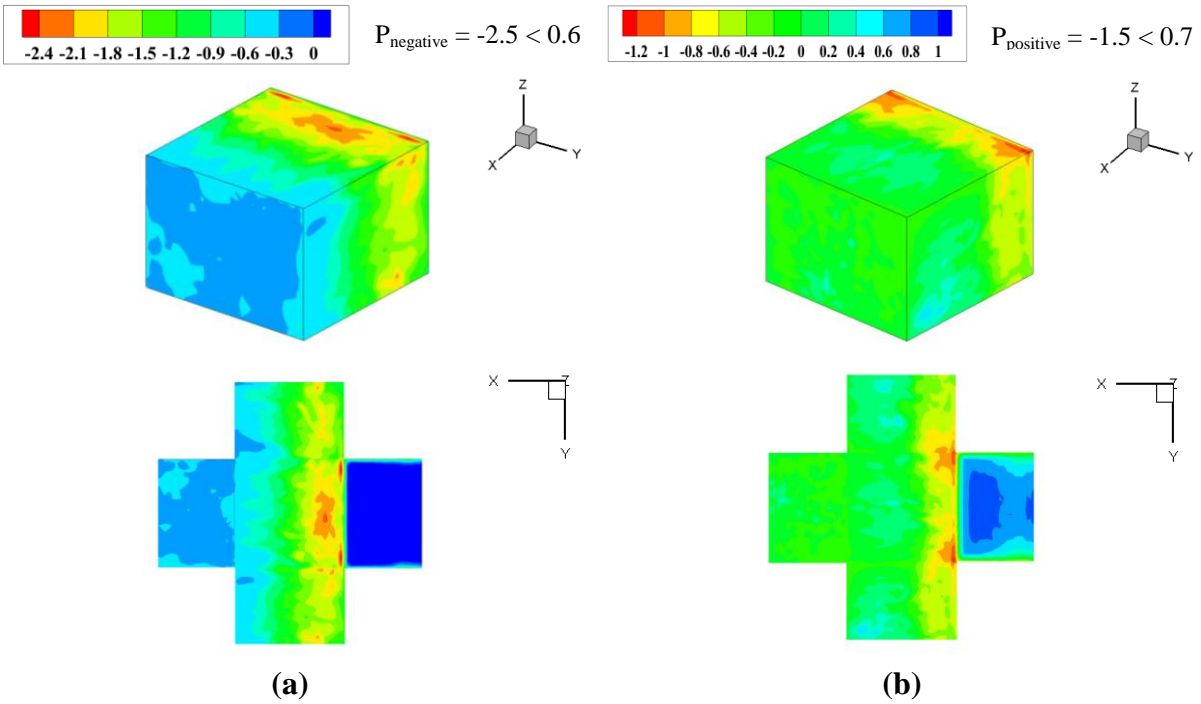 -2.4 -2.1 -1.8 -1.5 -1.2 -0.9 -0.6 -0.3 0
Pnegative = -2.5 < 0.6
-1.2 -1 -0.8 -0.6 -0.4 -0.2 0 0.2 0.4 0.6 0.8 1
Ppositive = -1.5 < 0.7
Z
X
Y
Z
X
Y
X
Z
Y
X
Z
Y
(a)
(b)